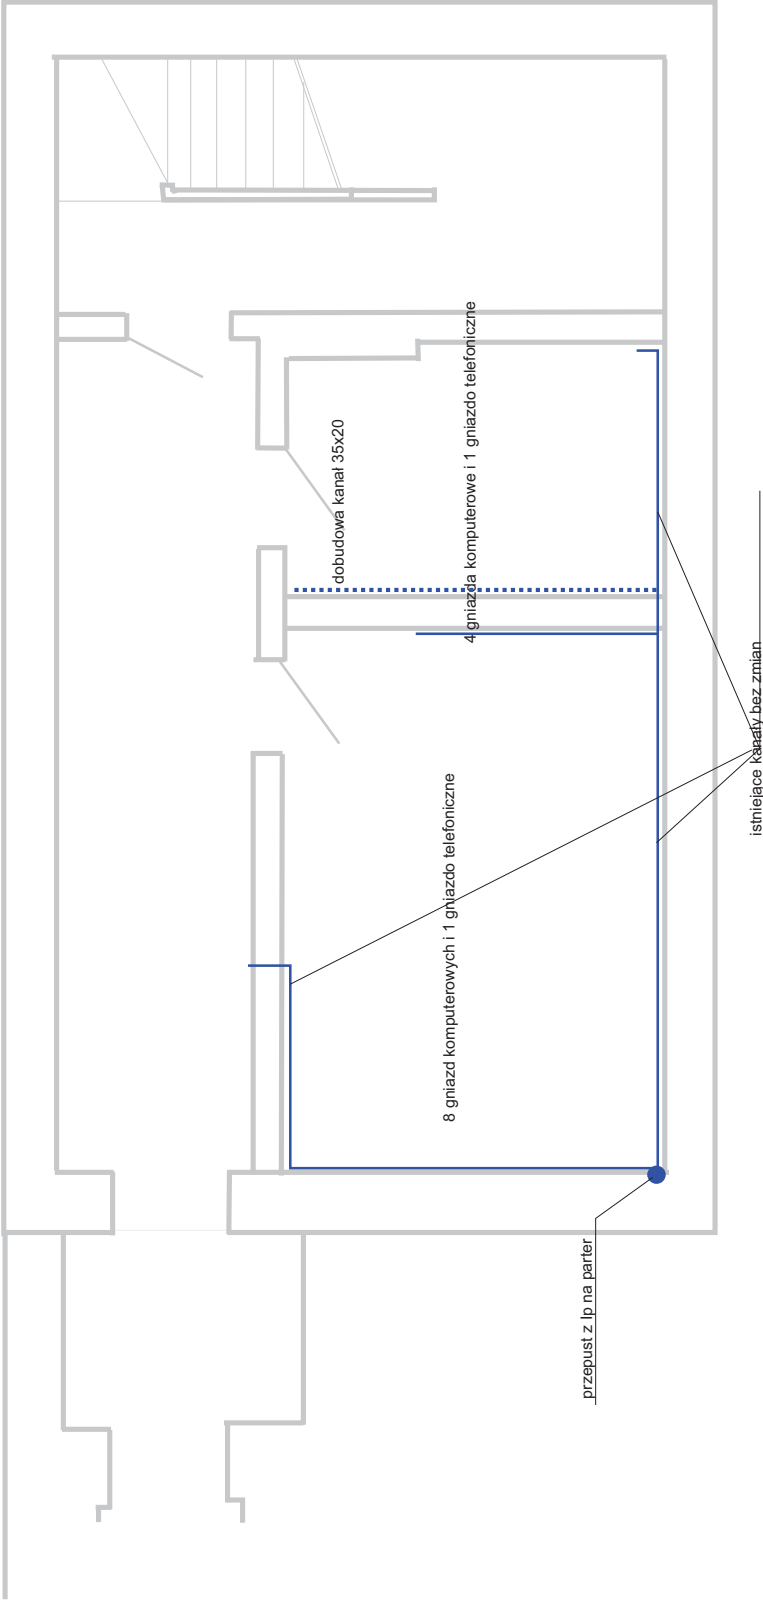 dobudowa kanał 35x20
4 gniazda komputerowe i 1 gniazdo telefoniczne
8 gniazd komputerowych i 1 gniazdo telefoniczne
istniejące kanały bez zmian
przepust z Ip na parter